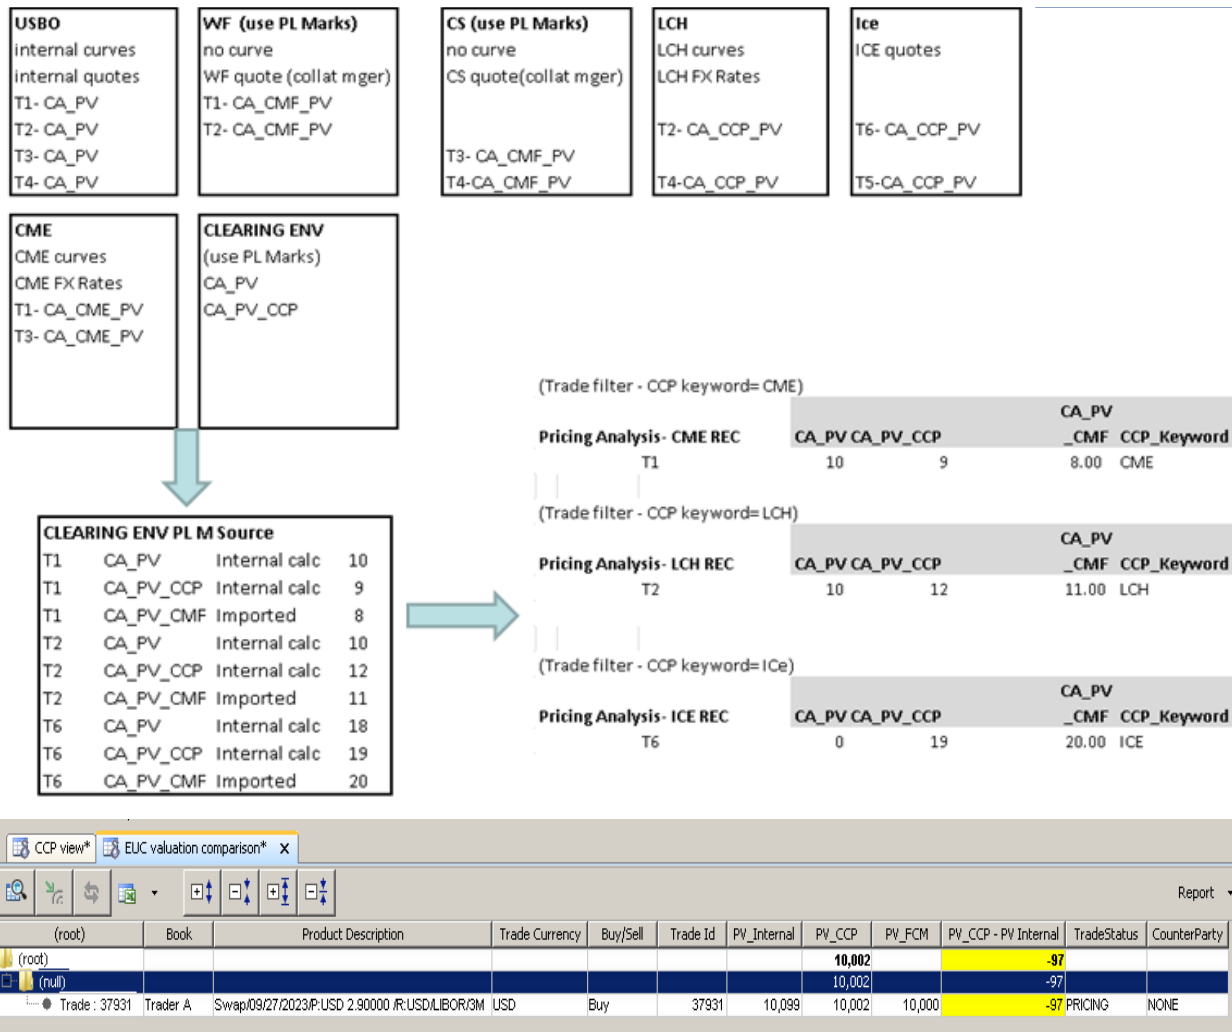 USBO
internal curves
internal quotes
T1- CA_PV
T2- CA_PV
T3- CA_PV
T4- CA_PV
WF (use PL Marks)
no curve
WF quote (collat mger)
T1- CA_CMF_PV
T2- CA_CMF_PV
CS (use PL Marks)
no curve
CS quote(collat mger)
T3- CA_CMF_PV
T4-CA_CMF_PV
LCH
LCH curves
LCH FX Rates
T2- CA_CCP_PV
T4-CA_CCP_PV
Ice
ICE quotes
T6- CA_CCP_PV
T5-CA_CCP_PV
CME
CME curves
CME FX Rates
T1- CA_CME_PV
T3- CA_CME_PV
CLEARING ENV
(use PL Marks)
CA_PV
CA_PV_CCP
CLEARING ENV PL M Source
T1 CA_PV Internal calc 10
T1 CA_PV_CCP Internal calc 9
T1 CA_PV_CMF Imported 8
T2 CA_PV Internal calc 10
T2 CA_PV_CCP Internal calc 12
T2 CA_PV_CMF Imported 11
T6 CA_PV Internal calc 18
T6 CA_PV_CCP Internal calc 19
T6 CA_PV_CMF Imported 20
(Trade filter - CCP keyword= CME)
CA_PV
Pricing Analysis- CME REC CA_PV CA_PV_CCP _CMF CCP_Keyword
T1 10 9 8.00 CME
(Trade filter - CCP keyword= LCH)
CA_PV
Pricing Analysis- LCH REC CA_PV CA_PV_CCP _CMF CCP_Keyword
T2 10 12 11.00 LCH
(Trade filter - CCP keyword= ICe)
CA_PV
Pricing Analysis- ICE REC CA_PV CA_PV_CCP _CMF CCP_Keyword
T6 0 19 20.00 ICE
CCP view* EUC valuation comparison* x
Report
(root) Book Product Description Trade Currency Buy/Sell Trade Id PV_Internal PV_CCP PV_FCM PV_CCP - PV Internal TradeStatus CounterParty
(root) 10,002 -97
(null) 10,002 -97
Trade : 37931 Trader A Swap/09/27/2023/P:USD 2.90000 /R:USD/LIBOR/3M USD Buy 37931 10,099 10,002 10,000 -97 PRICING NONE